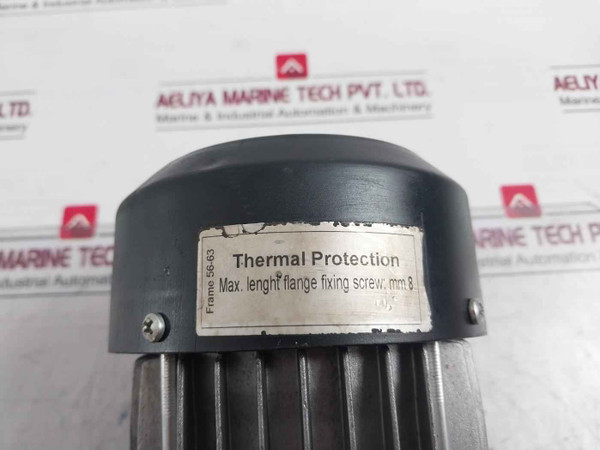 AELIYA MARINE TECH PVT. LTD.
Marine & Industrial Automation & Machinery
Frame 56-63
Thermal Protection
Max. lenght flange fixing screw: mm 8